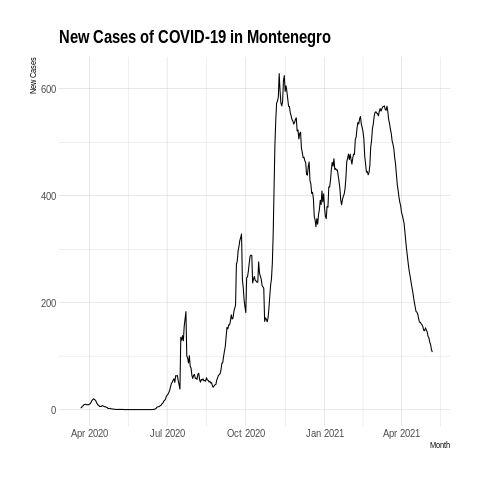 New Cases of COVID-19 in Montenegro
New Cases
600
400
200
0
Apr 2020 Jul 2020 Oct 2020 Jan 2021 Apr 2021
Month